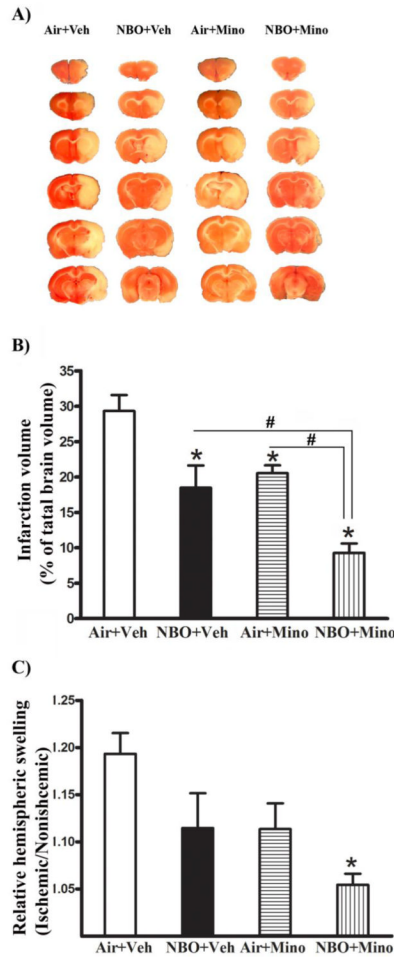 A)
Air+Veh NBO+Veh Air+Mino NBO+Mino
B)
Infarction volume
(% of tatal brain volume)
35
30
25
20
15
10
5
0
#
#
*
*
*
Air+Veh NBO+Veh Air+Mino NBO+Mino
C)
Relative hemispheric swelling
(Ischemic/Nonishcemic)
1.25
1.20
1.15
1.10
1.05
*
Air+Veh NBO+Veh Air+Mino NBO+Mino